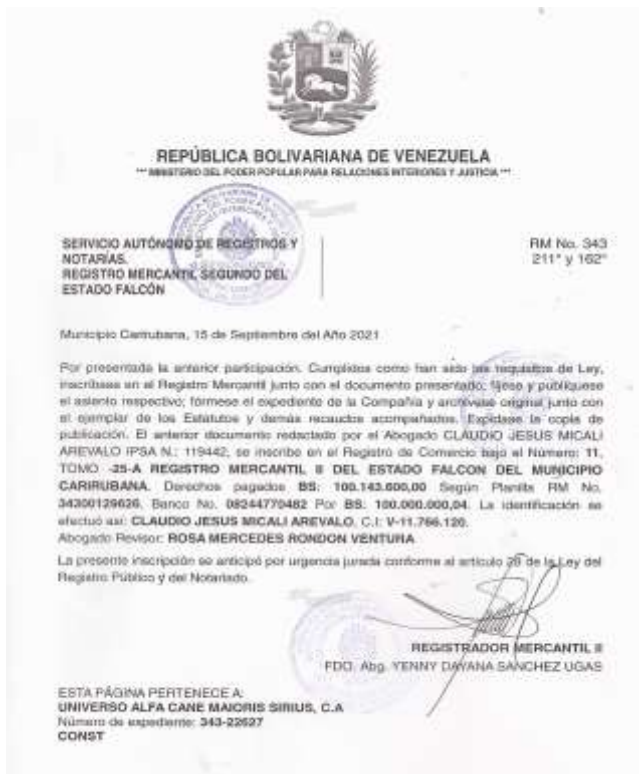 REPÚBLICA BOLIVARIANA DE VENEZUELA
*** MINISTERIO DEL PODER POPULAR PARA RELACIONES INTERIORES Y JUSTICIA ***
SERVICIO AUTÓNOMO DE REGISTROS Y
NOTARÍAS.
REGISTRO MERCANTIL SEGUNDO DEL
ESTADO FALCÓN
RM No. 343
211° y 162°
Municipio Carirubana, 15 de Septiembre del Año 2021
Por presentada la anterior participación. Cumplidos como han sido los requisitos de Ley,
inscríbase en el Registro Mercantil junto con el documento presentado; fíjese y publíquese
el asiento respectivo; fórmese el expediente de la Compañía y archívese original junto con
el ejemplar de los Estatutos y demás recaudos acompañados. Expídase la copia de
publicación. El anterior documento redactado por el Abogado CLAUDIO JESUS MICALI
AREVALO IPSA N.: 119442, se inscribe en el Registro de Comercio bajo el Número: 11,
TOMO -25-A REGISTRO MERCANTIL II DEL ESTADO FALCON DEL MUNICIPIO
CARIRUBANA. Derechos pagados BS: 100.143.600,00 Según Planilla RM No.
34300129626, Banco No. 08244770482 Por BS: 100.000.000,04. La identificación se
efectuó así: CLAUDIO JESUS MICALI AREVALO, C.I: V-11.766.120.
Abogado Revisor: ROSA MERCEDES RONDON VENTURA
La presente inscripción se anticipó por urgencia jurada conforme al artículo 28 de la Ley del
Registro Público y del Notariado.
REGISTRADOR MERCANTIL II
FDO. Abg. YENNY DAYANA SANCHEZ UGAS
ESTA PÁGINA PERTENECE A:
UNIVERSO ALFA CANE MAIORIS SIRIUS, C.A
Número de expediente: 343-22627
CONST